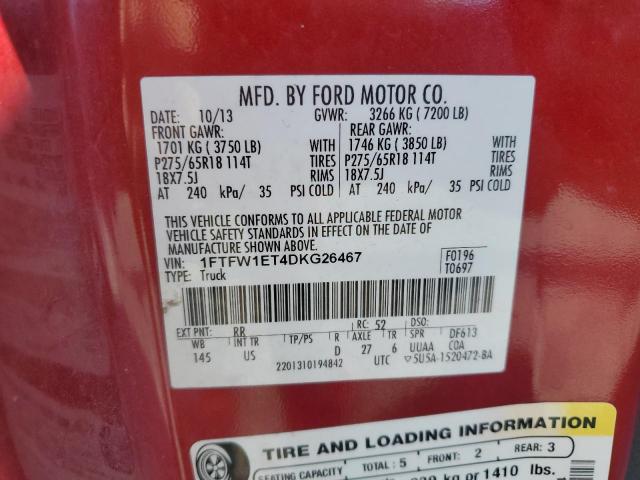 MFD. BY FORD MOTOR CO.
DATE: 10/13 GVWR: 3266 KG ( 7200 LB)
FRONT GAWR: REAR GAWR:
1701 KG ( 3750 LB) WITH 1746 KG ( 3850 LB) WITH
P275/65R18 114T TIRES P275/65R18 114T TIRES
18X7.5J RIMS 18X7.5J RIMS
AT 240 kPa/ 35 PSI COLD AT 240 kPa/ 35 PSI COLD
THIS VEHICLE CONFORMS TO ALL APPLICABLE FEDERAL MOTOR
VEHICLE SAFETY STANDARDS IN EFFECT ON THE DATE OF
MANUFACTURE SHOWN ABOVE.
VIN: 1FTFW1ET4DKG26467 F0196
TYPE: Truck T0697
EXT PNT: RR RC: 52 DSO:
WB INT TR TP/PS R AXLE TR SPR DF613
145 US D 27 6 UUAA COA
2201310194842 UTC ▽5U5A-1520472-BA
TIRE AND LOADING INFORMATION
SEATING CAPACITY TOTAL : 5 FRONT: 2 REAR: 3
kg or 1410 lbs.